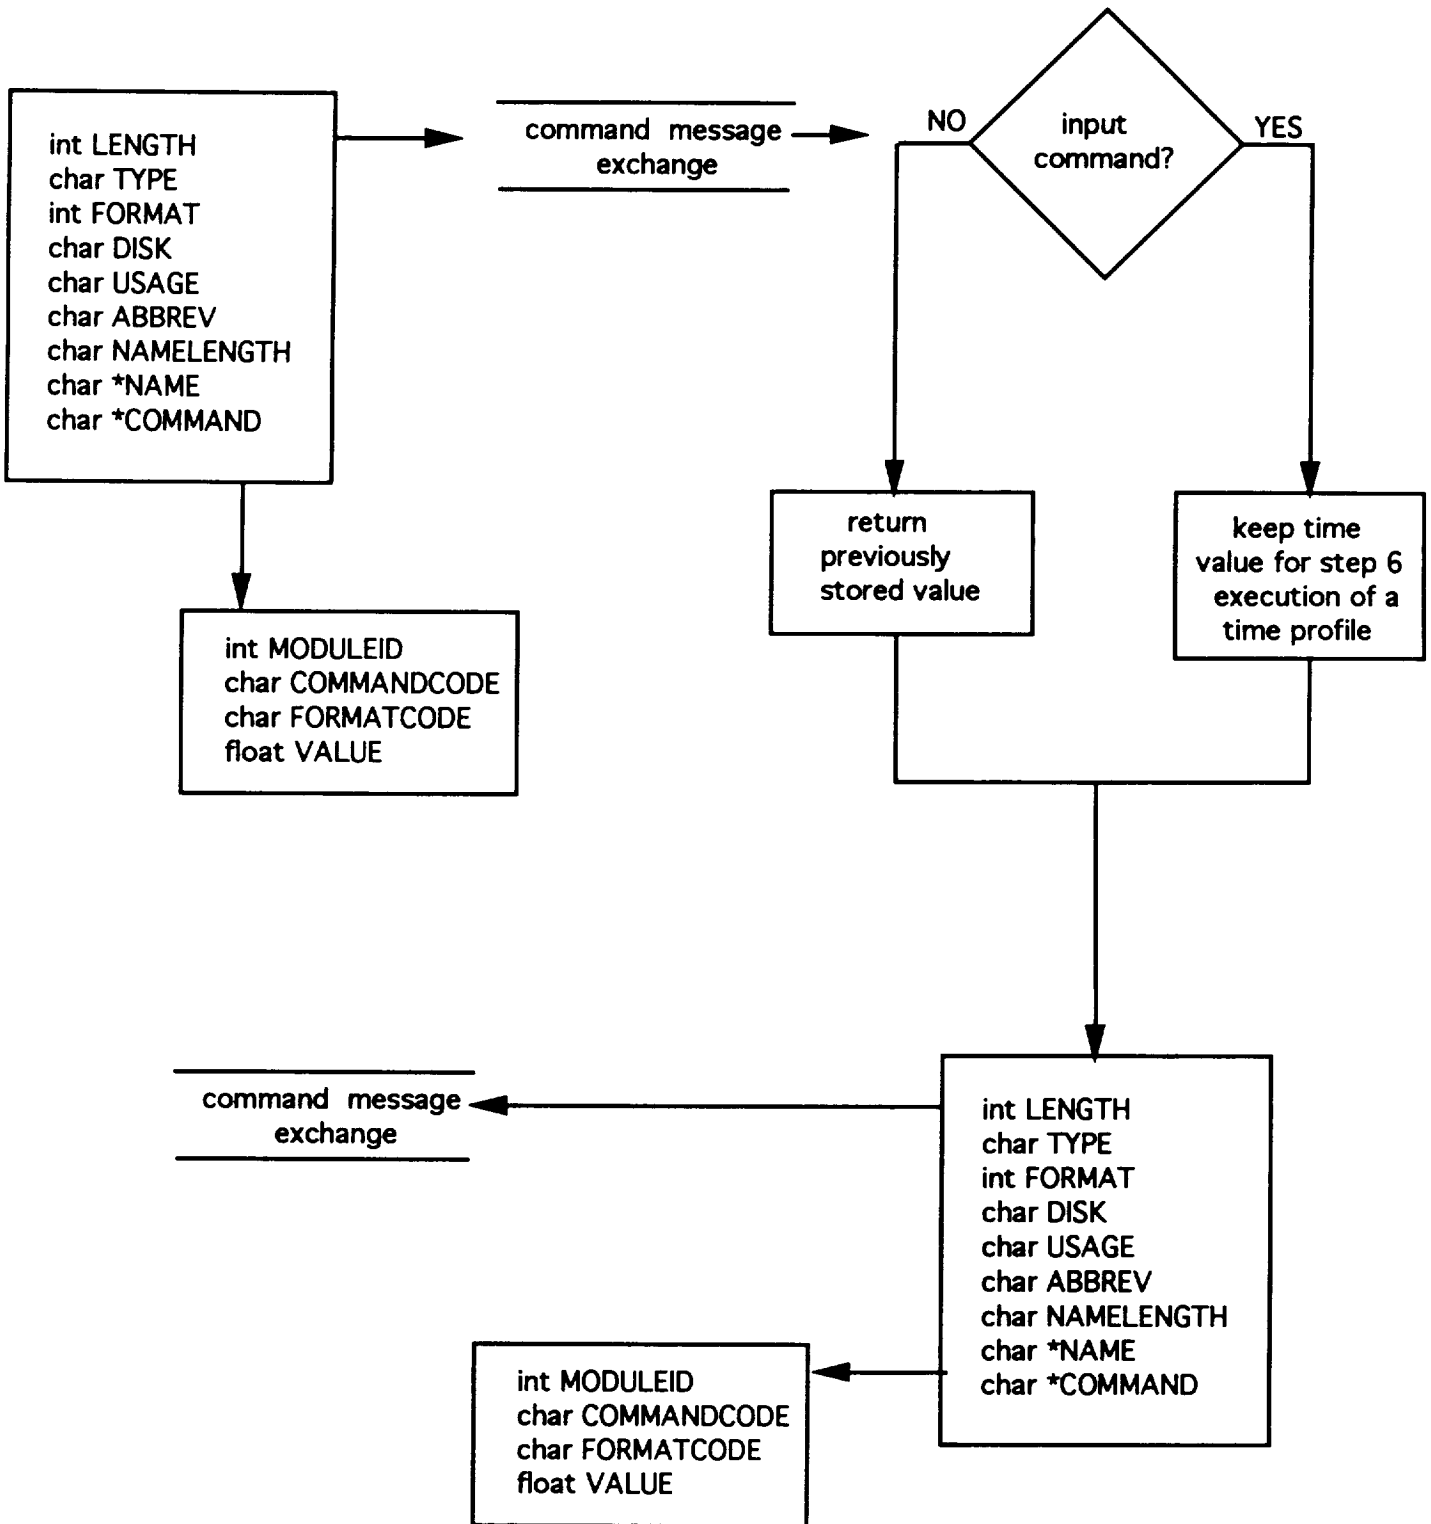 int LENGTH
char TYPE
int FORMAT
char DISK
char USAGE
char ABBREV
char NAMELENGTH
char *NAME
char *COMMAND
command message
exchange
NO
input
command?
YES
int MODULEID
char COMMANDCODE
char FORMATCODE
float VALUE
return
previously
stored value
keep time
value for step 6
execution of a
time profile
command message
exchange
int LENGTH
char TYPE
int FORMAT
char DISK
char USAGE
char ABBREV
char NAMELENGTH
char *NAME
char *COMMAND
int MODULEID
char COMMANDCODE
char FORMATCODE
float VALUE